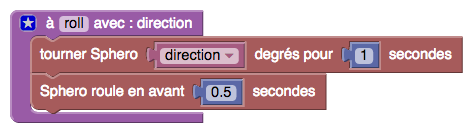 à roll avec : direction
tourner Sphero direction degrés pour 1 secondes
Sphero roule en avant 0.5 secondes